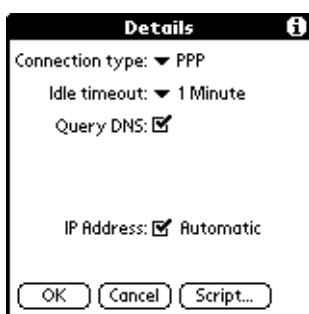 Details i
Connection type: PPP
Idle timeout: 1 Minute
Query DNS:
IP Address: Automatic
OK Cancel Script...